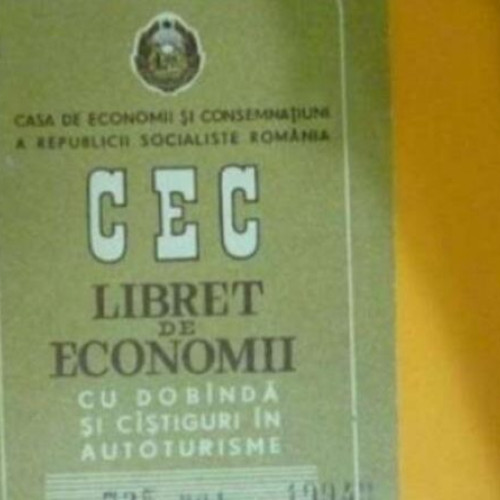 CASA DE ECONOMII ŞI CONSEMNAŢIUNI
A REPUBLICII SOCIALISTE ROMÂNIA
CEC
LIBRET
DE
ECONOMII
CU DOBÎNDĂ
ŞI CÎŞTIGURI ÎN
AUTOTURISME